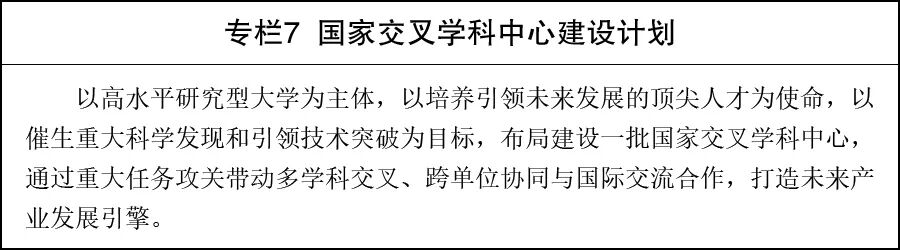 专栏7 国家交叉学科中心建设计划
以高水平研究型大学为主体，以培养引领未来发展的顶尖人才为使命，以
催生重大科学发现和引领技术突破为目标，布局建设一批国家交叉学科中心，
通过重大任务攻关带动多学科交叉、跨单位协同与国际交流合作，打造未来产
业发展引擎。